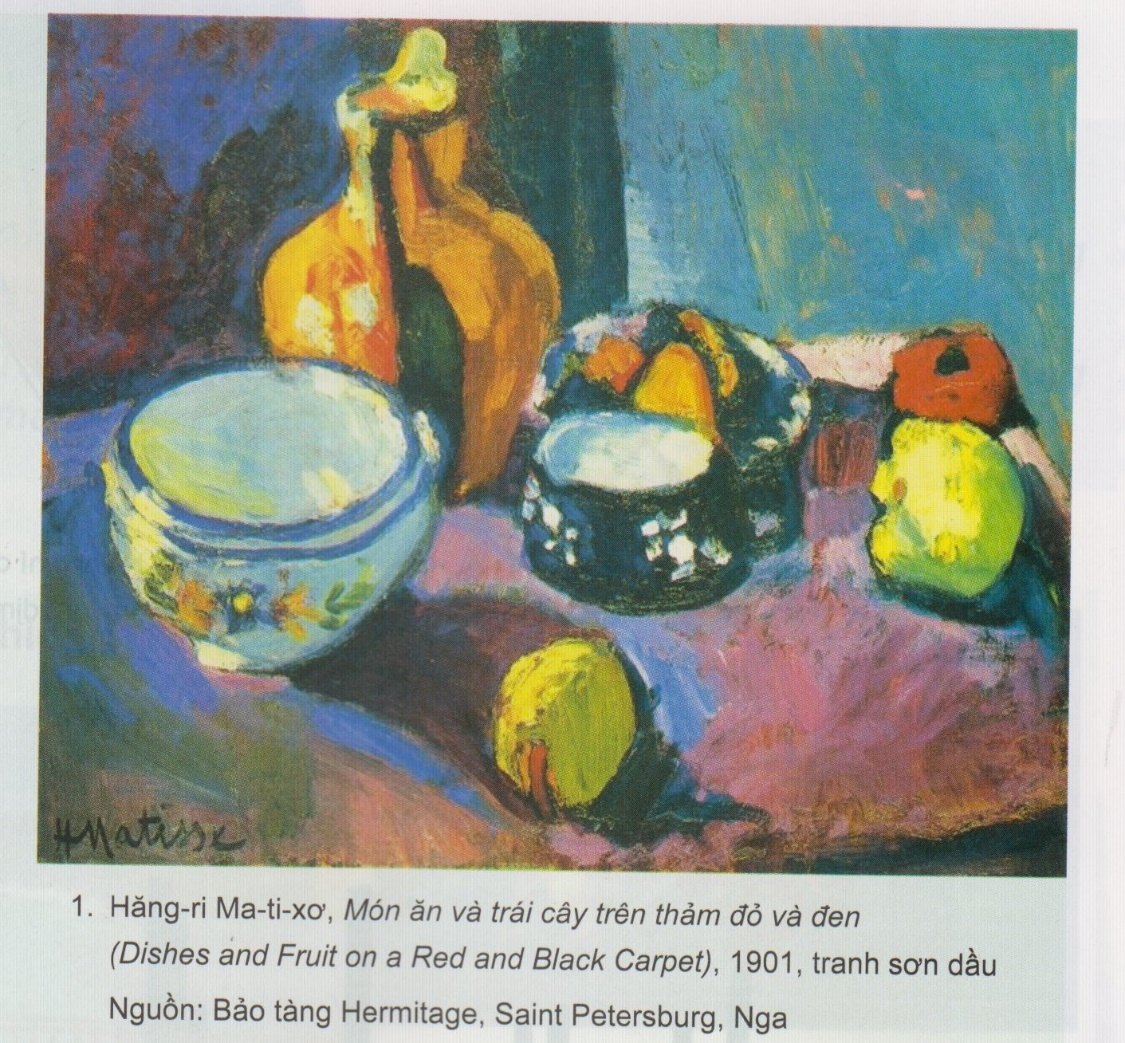 HMatisse
1. Hăng-ri Ma-ti-xơ, Món ăn và trái cây trên thảm đỏ và đen
(Dishes and Fruit on a Red and Black Carpet), 1901, tranh sơn dầu
Nguồn: Bảo tàng Hermitage, Saint Petersburg, Nga